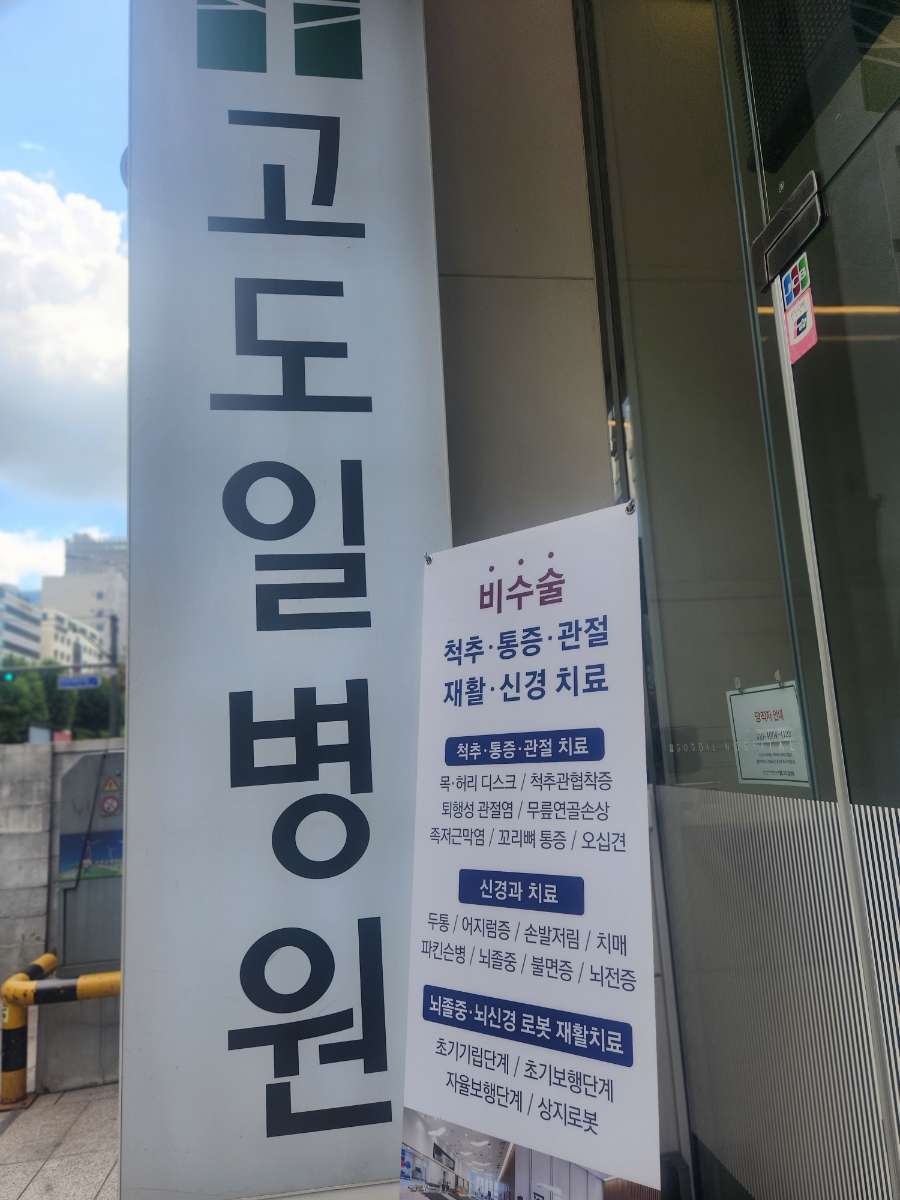 고도일병원
비수술
척추·통증·관절
재활·신경 치료
척추·통증·관절 치료
목·허리 디스크 / 척추관협착증
퇴행성 관절염 / 무릎연골손상
족저근막염 / 꼬리뼈 통증 / 오십견
신경과 치료
두통 / 어지럼증 / 손발저림 / 치매
파킨슨병 / 뇌졸중 / 불면증 / 뇌전증
뇌졸중·뇌신경 로봇 재활치료
초기기립단계 / 초기보행단계
자율보행단계 / 상지로봇
JCB
당직자 안내